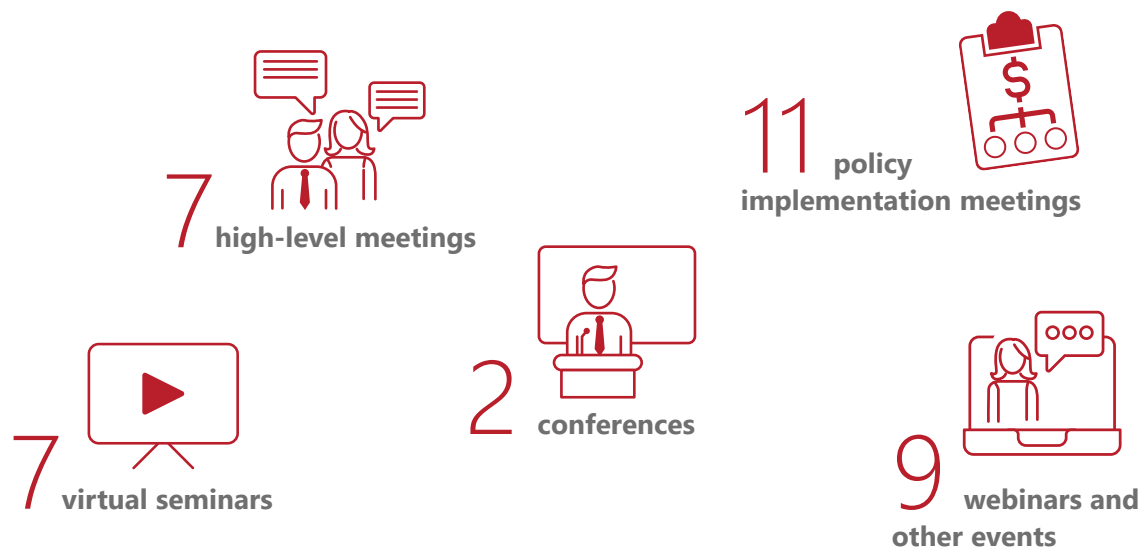 7 high-level meetings
11 policy
implementation meetings
2 conferences
7 virtual seminars
9 webinars and
other events